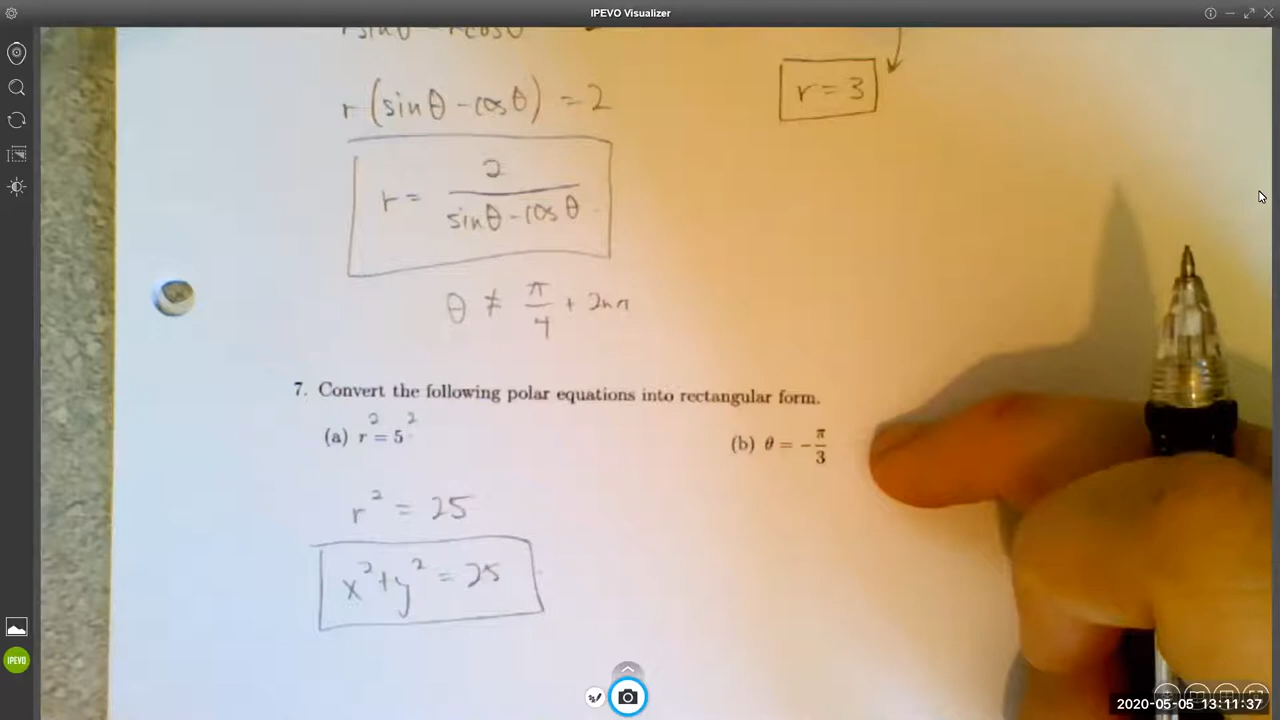 IPEVO Visualizer
r (sinθ - cosθ) = 2
r = 3
r = 2 / (sinθ - cosθ)
θ ≠ π/4 + 2nπ
7. Convert the following polar equations into rectangular form.
(a) r² = 5²
(b) θ = -π/3
r² = 25
x² + y² = 25
IPEVO
2020-05-05 13:11:37